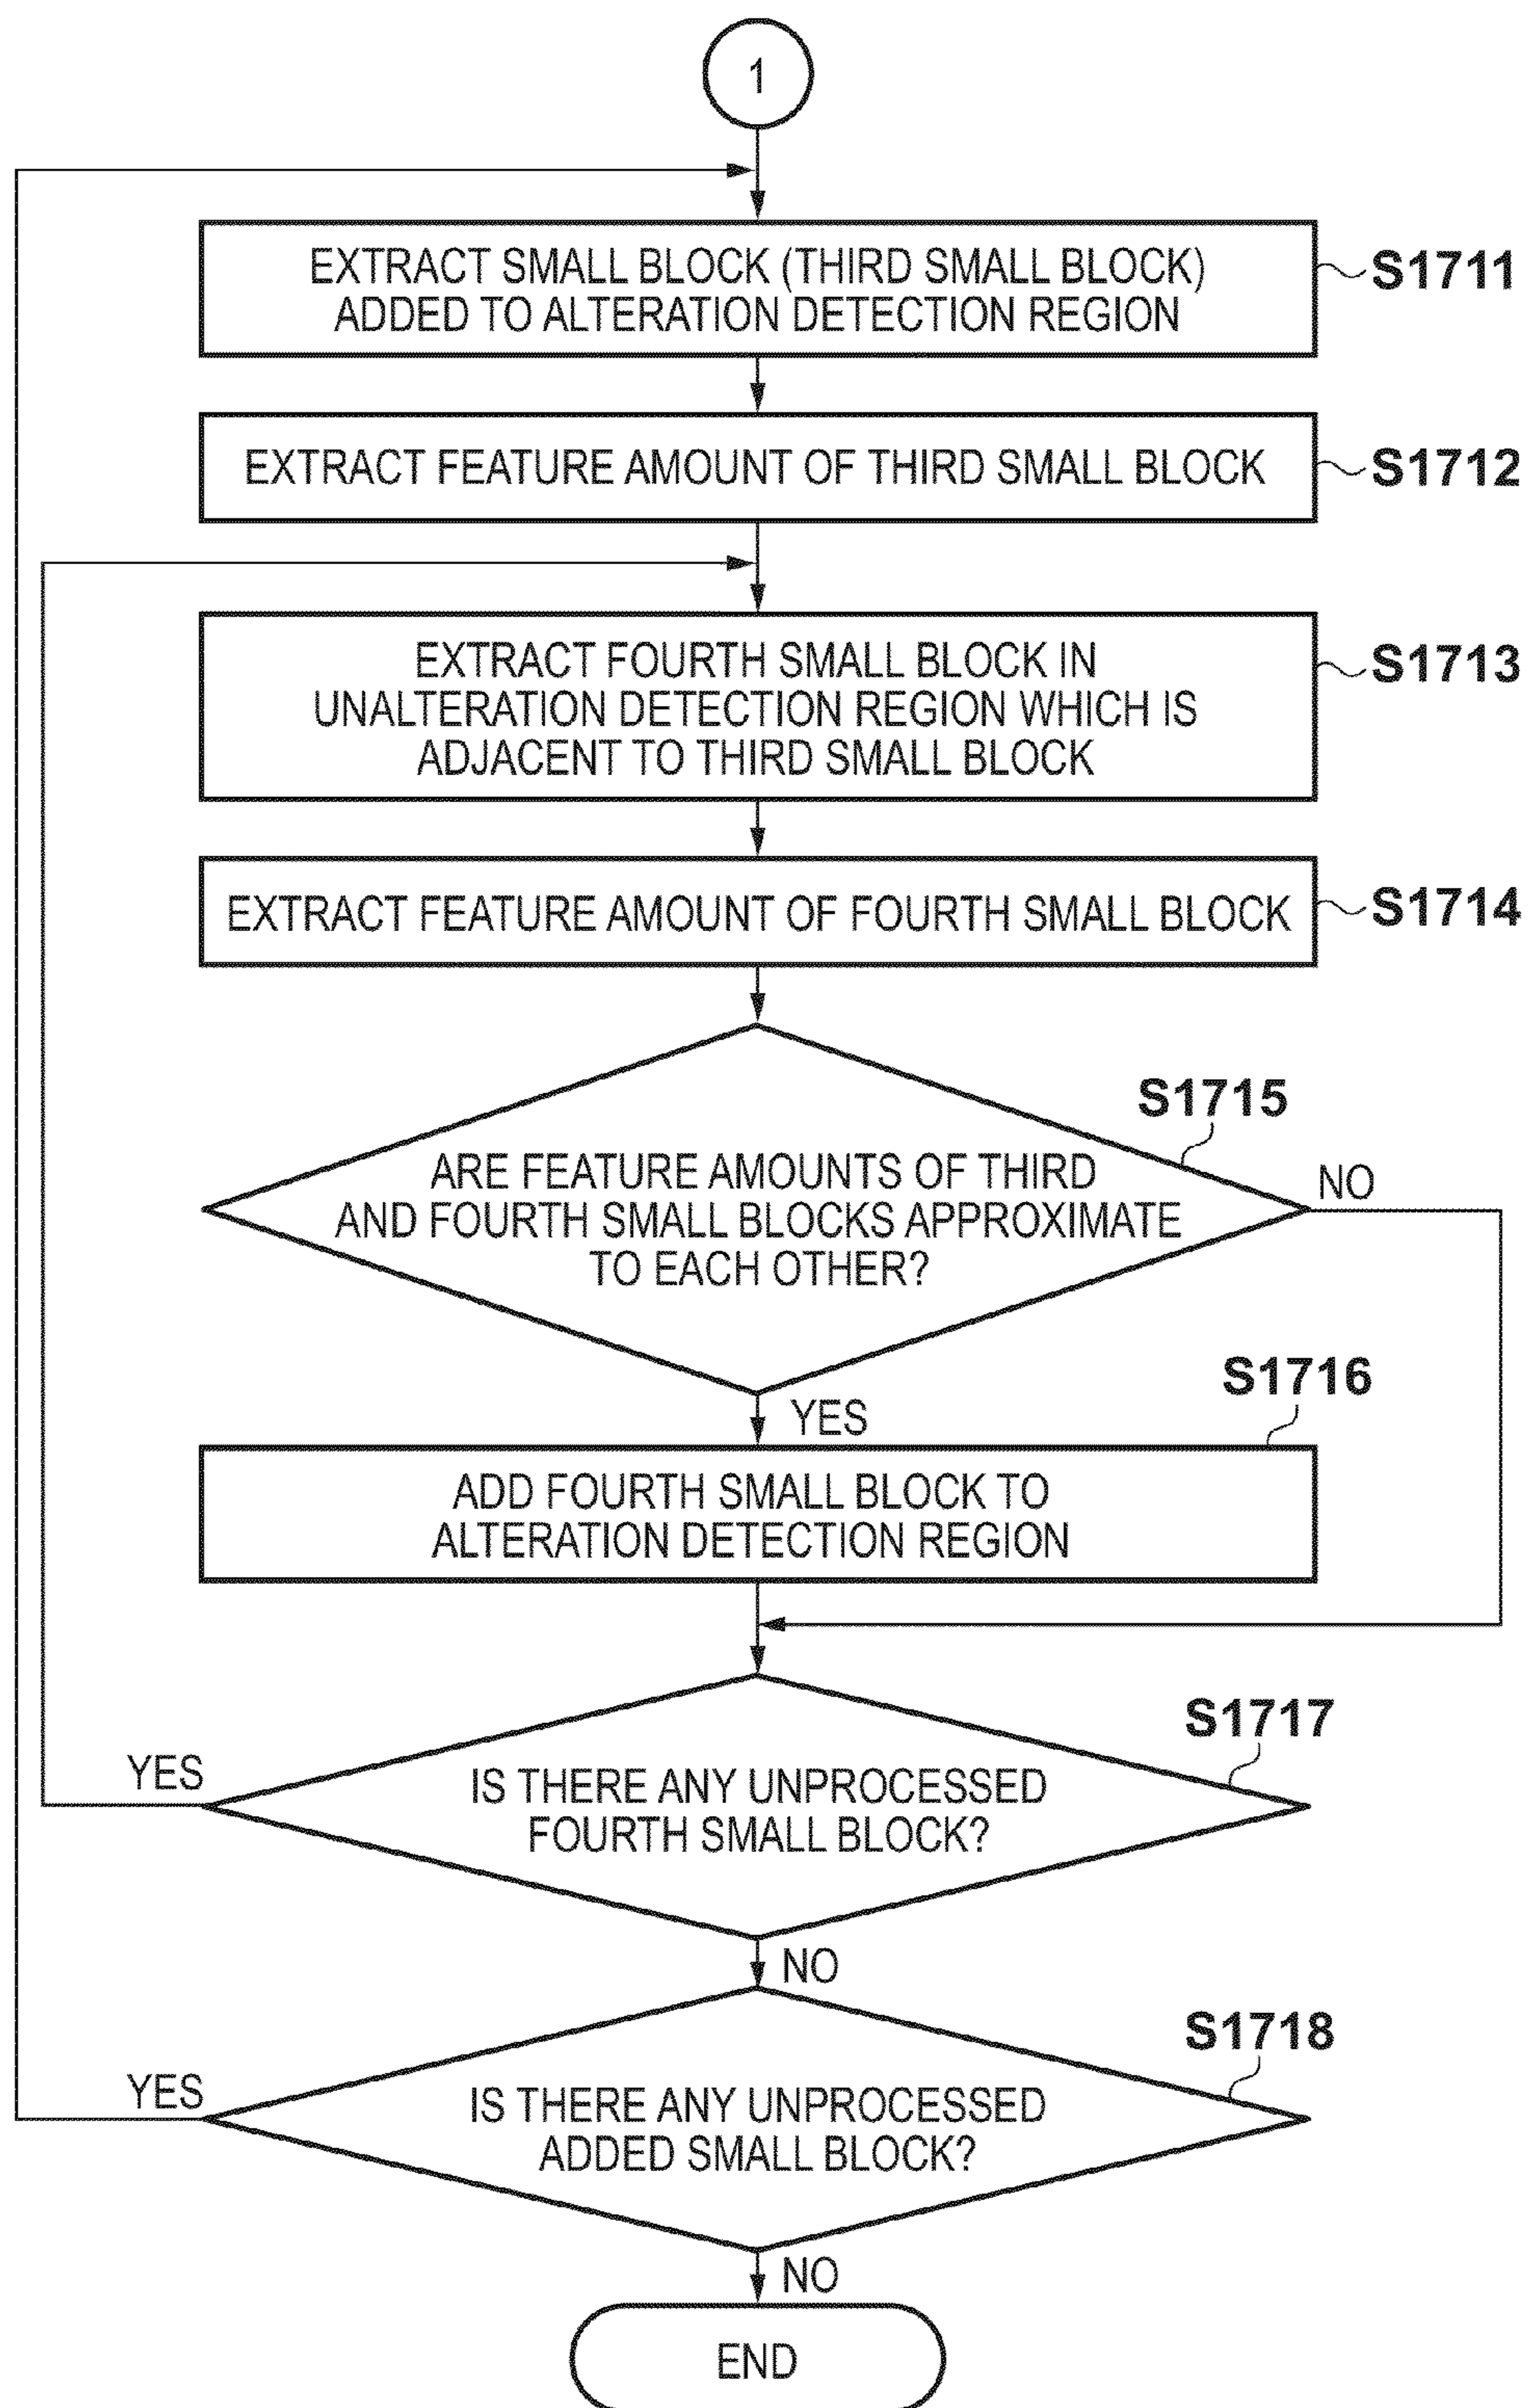 1
EXTRACT SMALL BLOCK (THIRD SMALL BLOCK)
ADDED TO ALTERATION DETECTION REGION
S1711
EXTRACT FEATURE AMOUNT OF THIRD SMALL BLOCK
S1712
EXTRACT FOURTH SMALL BLOCK IN
UNALTERATION DETECTION REGION WHICH IS
ADJACENT TO THIRD SMALL BLOCK
S1713
EXTRACT FEATURE AMOUNT OF FOURTH SMALL BLOCK
S1714
S1715
ARE FEATURE AMOUNTS OF THIRD
AND FOURTH SMALL BLOCKS APPROXIMATE
TO EACH OTHER?
NO
YES
S1716
ADD FOURTH SMALL BLOCK TO
ALTERATION DETECTION REGION
S1717
YES
IS THERE ANY UNPROCESSED
FOURTH SMALL BLOCK?
NO
S1718
YES
IS THERE ANY UNPROCESSED
ADDED SMALL BLOCK?
NO
END